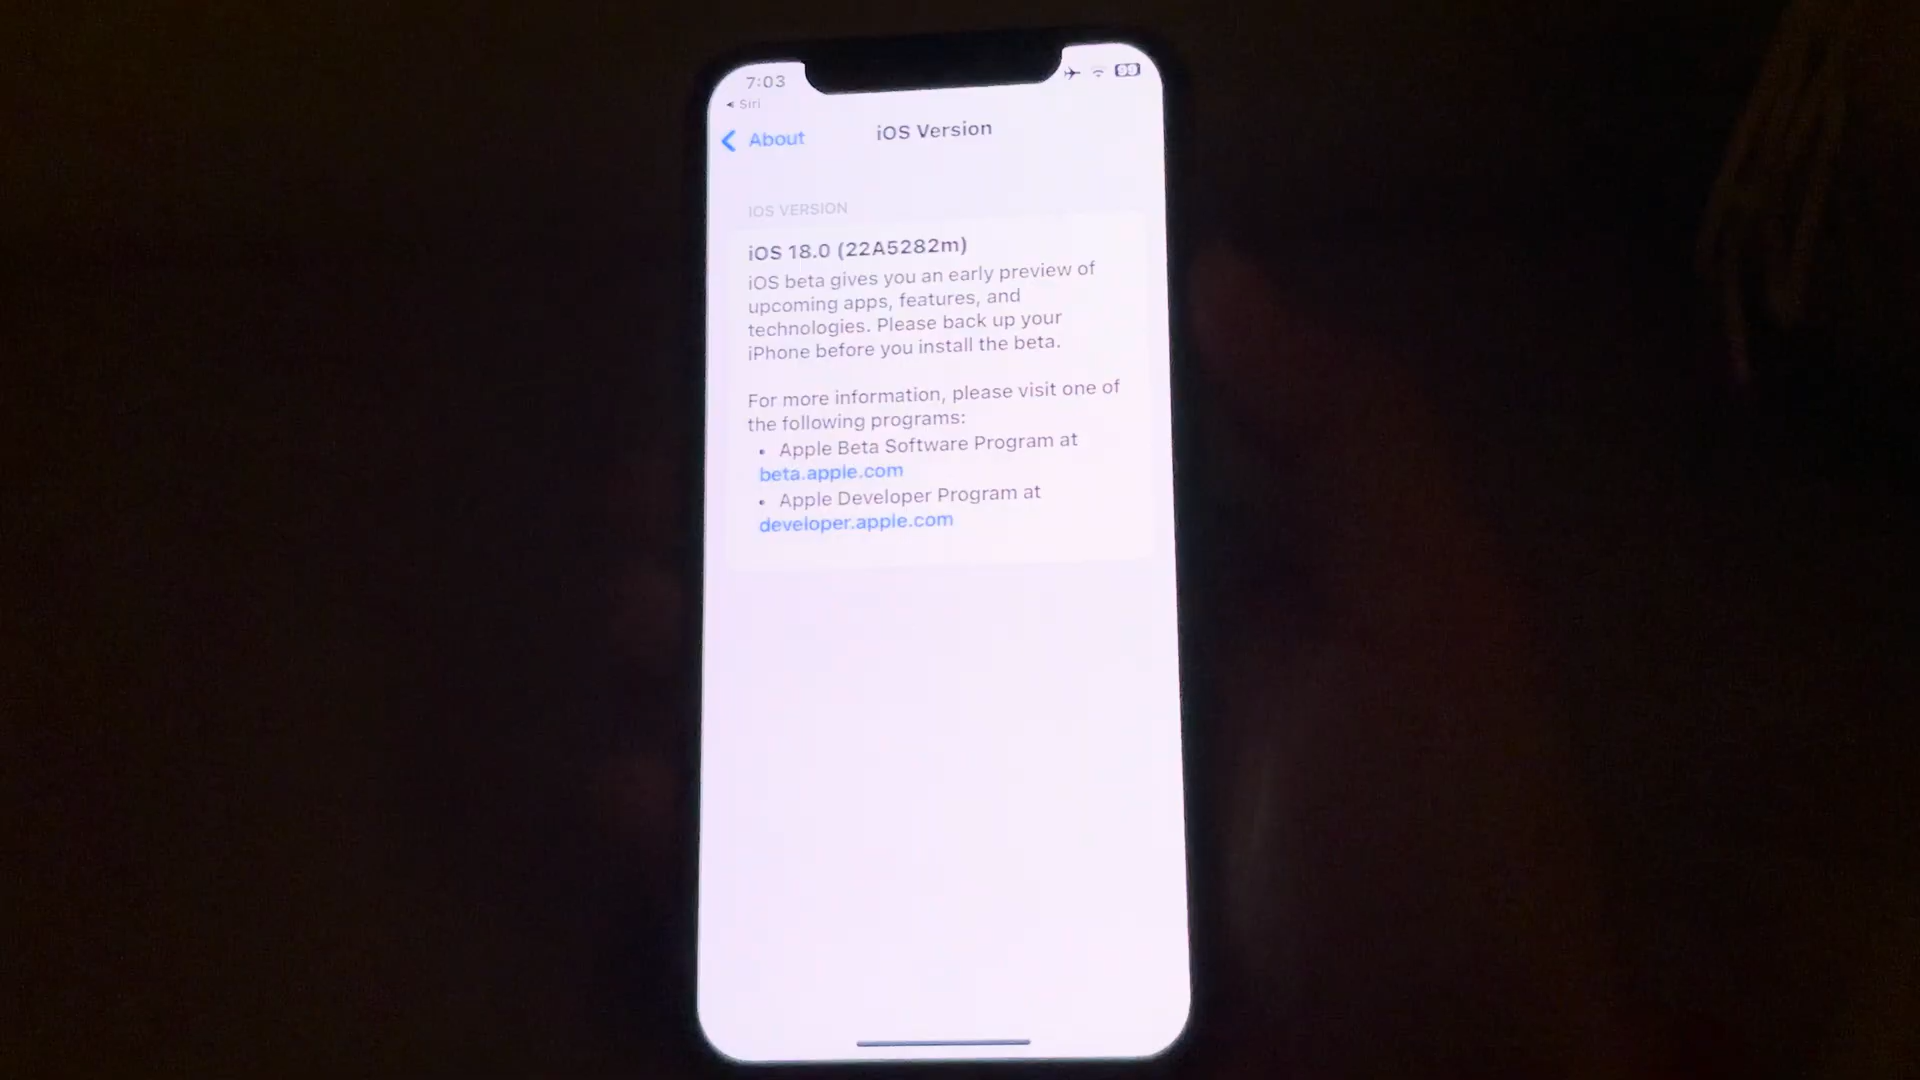 7:03
99
Siri
About
iOS Version
IOS VERSION
iOS 18.0 (22A5282m)
iOS beta gives you an early preview of
upcoming apps, features, and
technologies. Please back up your
iPhone before you install the beta.
For more information, please visit one of
the following programs:
• Apple Beta Software Program at
beta.apple.com
• Apple Developer Program at
developer.apple.com